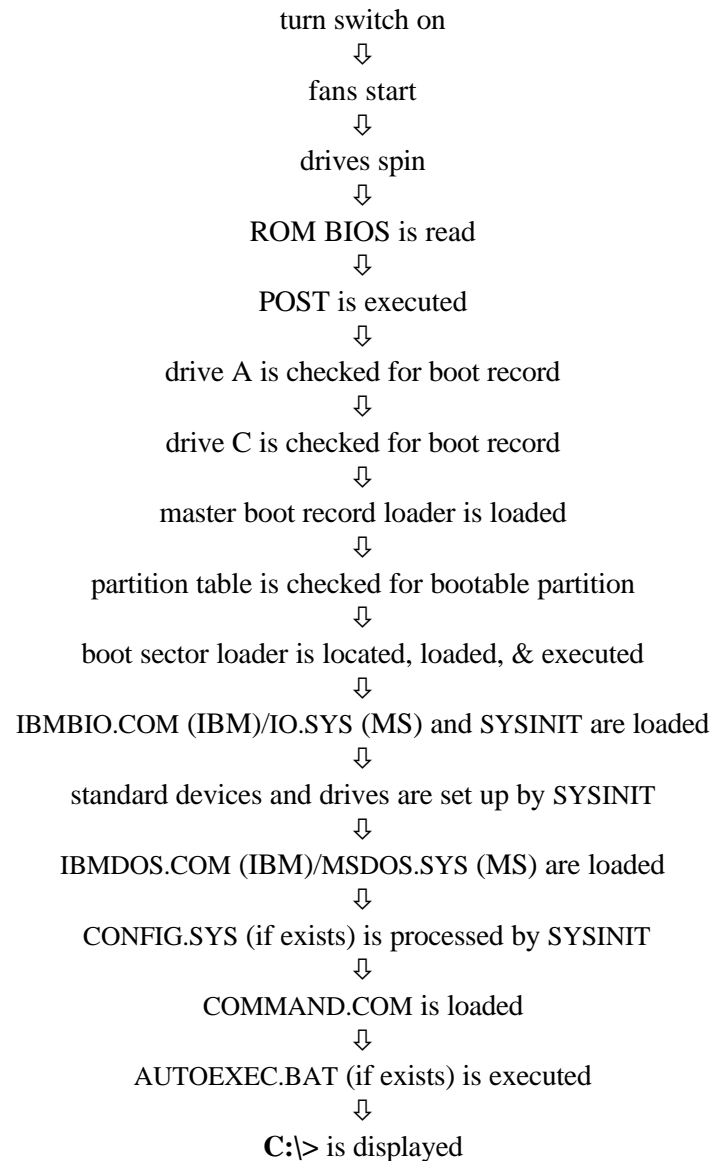 turn switch on
⇩
fans start
⇩
drives spin
⇩
ROM BIOS is read
⇩
POST is executed
⇩
drive A is checked for boot record
⇩
drive C is checked for boot record
⇩
master boot record loader is loaded
⇩
partition table is checked for bootable partition
⇩
boot sector loader is located, loaded, & executed
⇩
IBMBIO.COM (IBM)/IO.SYS (MS) and SYSINIT are loaded
⇩
standard devices and drives are set up by SYSINIT
⇩
IBMDOS.COM (IBM)/MSDOS.SYS (MS) are loaded
⇩
CONFIG.SYS (if exists) is processed by SYSINIT
⇩
COMMAND.COM is loaded
⇩
AUTOEXEC.BAT (if exists) is executed
⇩
C:\> is displayed